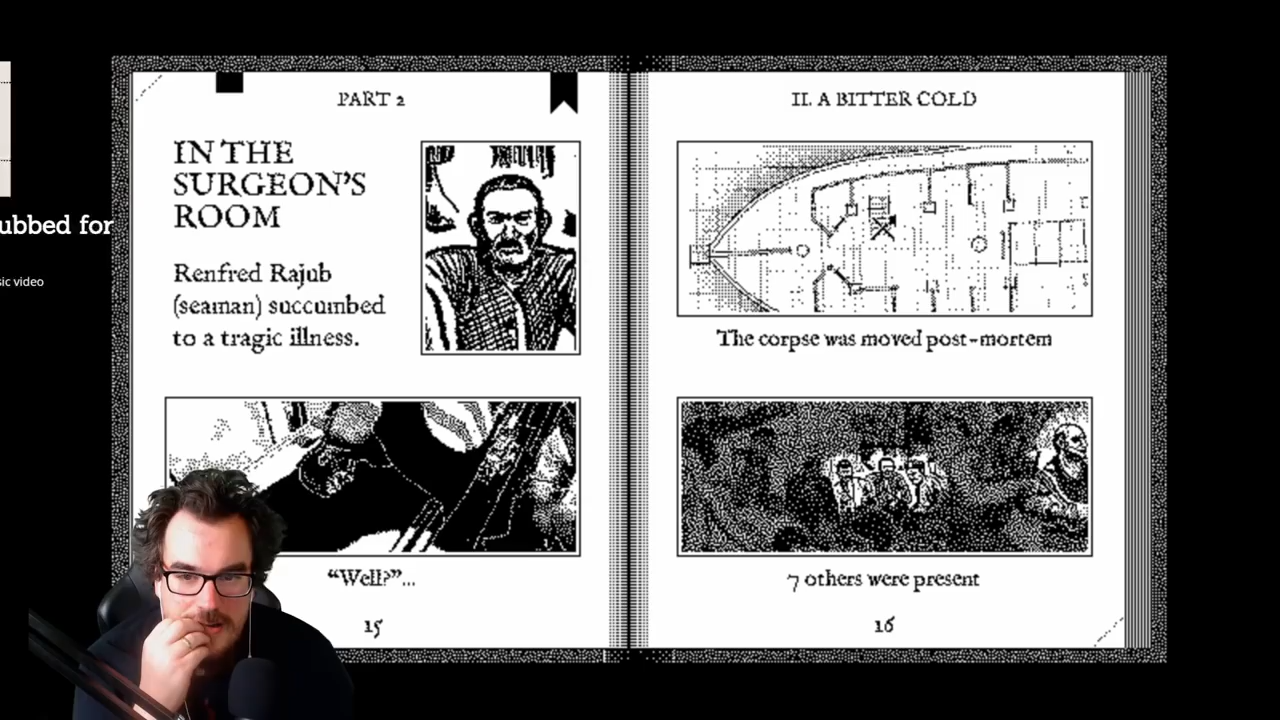 PART 2
IN THE
SURGEON'S
ROOM
Renfred Rajub
(seaman) succumbed
to a tragic illness.
"Well?"...
15
II. A BITTER COLD
The corpse was moved post-mortem
7 others were present
16
ubbed for
sic video